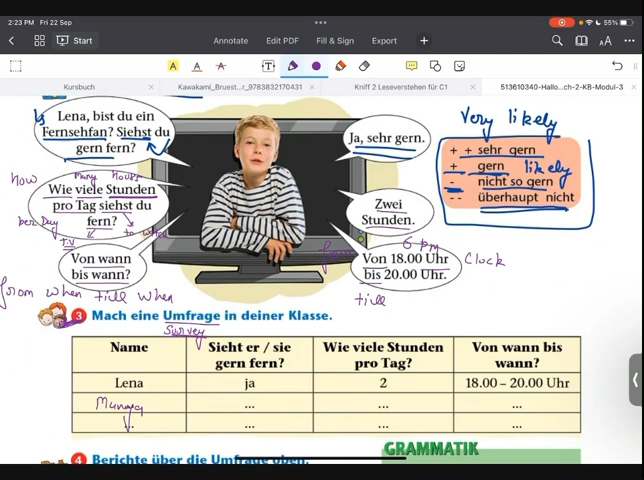 2:23 PM Fri 22 Sep
55%
Start
Annotate Edit PDF Fill & Sign Export
AA
Kursbuch
Kawakami_Bruest...r_9783832170431
Kniff 2 Leseverstehen für C1
513610340-Hallo...ch-2-KB-Modul-3
Lena, bist du ein
Fernsehfan? Siehst du
gern fern?
Ja, sehr gern.
Very likely
+ + sehr gern
+ gern likely
- nicht so gern
- - überhaupt nicht
how many hours
Wie viele Stunden
pro Tag siehst du
fern?
per Day
T.V
to watch
Zwei
Stunden.
Von wann
bis wann?
from when till when
6 pm
from
Von 18.00 Uhr
bis 20.00 Uhr.
Clock
till
3 Mach eine Umfrage in deiner Klasse.
Survey
Name Sieht er / sie gern fern? Wie viele Stunden pro Tag? Von wann bis wann?
Lena ja 2 18.00 – 20.00 Uhr
... ... ...
... ... ...
GRAMMATIK
4 Berichte über die Umfrage oben.